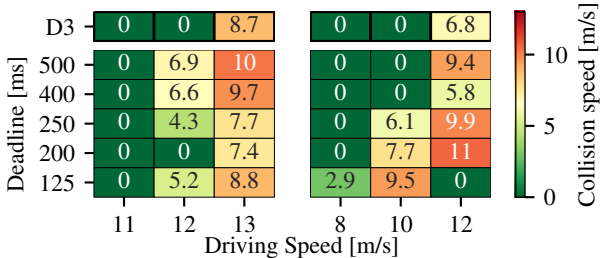 D3 0 0 8.7 0 0 6.8
500 0 6.9 10 0 0 9.4
400 0 6.6 9.7 0 0 5.8
250 0 4.3 7.7 0 6.1 9.9
200 0 0 7.4 0 7.7 11
125 0 5.2 8.8 2.9 9.5 0
11 12 13 8 10 12
Driving Speed [m/s]
Deadline [ms]
10
5
0
Collision speed [m/s]